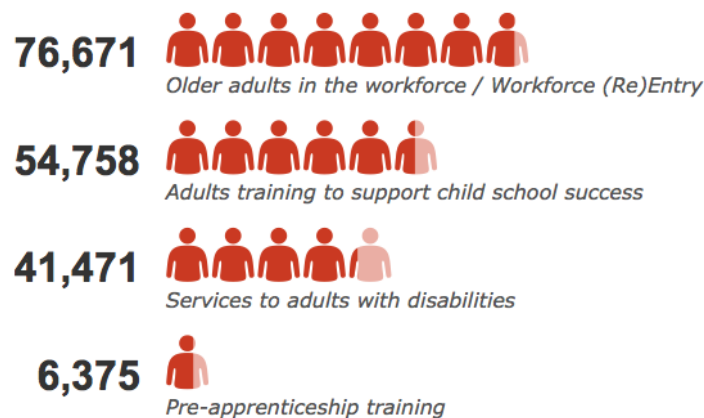 76,671
Older adults in the workforce / Workforce (Re)Entry
54,758
Adults training to support child school success
41,471
Services to adults with disabilities
6,375
Pre-apprenticeship training